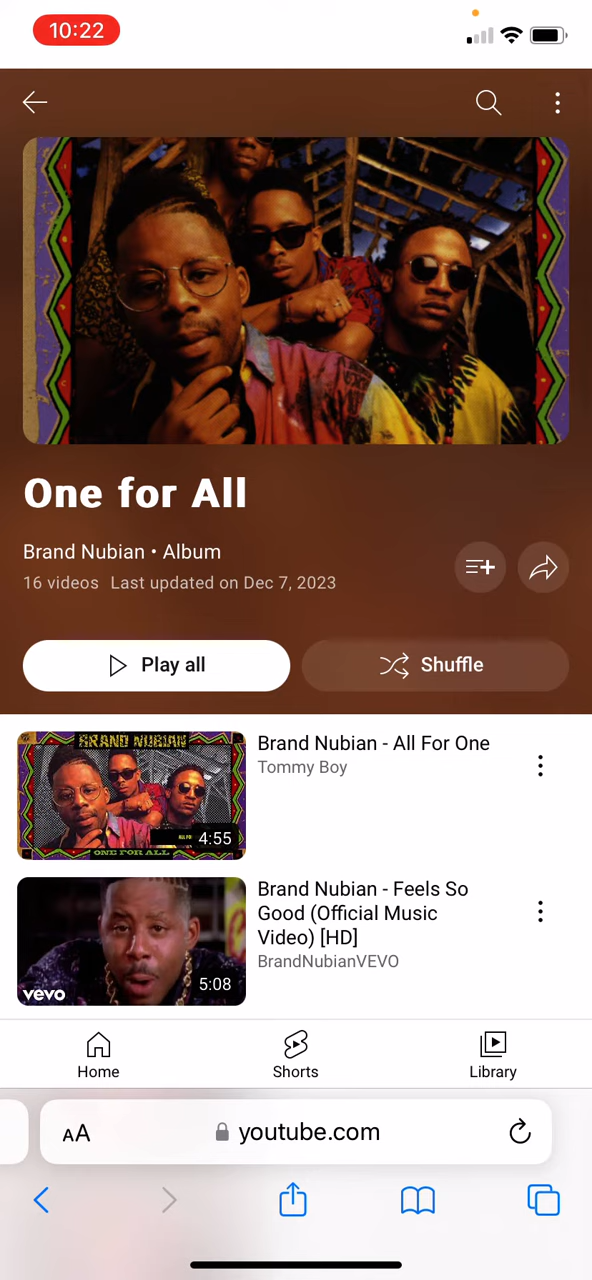 10:22
One for All
Brand Nubian • Album
16 videos Last updated on Dec 7, 2023
Play all
Shuffle
BRAND NUBIAN
ONE FOR ALL
4:55
Brand Nubian - All For One
Tommy Boy
vevo
5:08
Brand Nubian - Feels So
Good (Official Music
Video) [HD]
BrandNubianVEVO
Home
Shorts
Library
AA
youtube.com